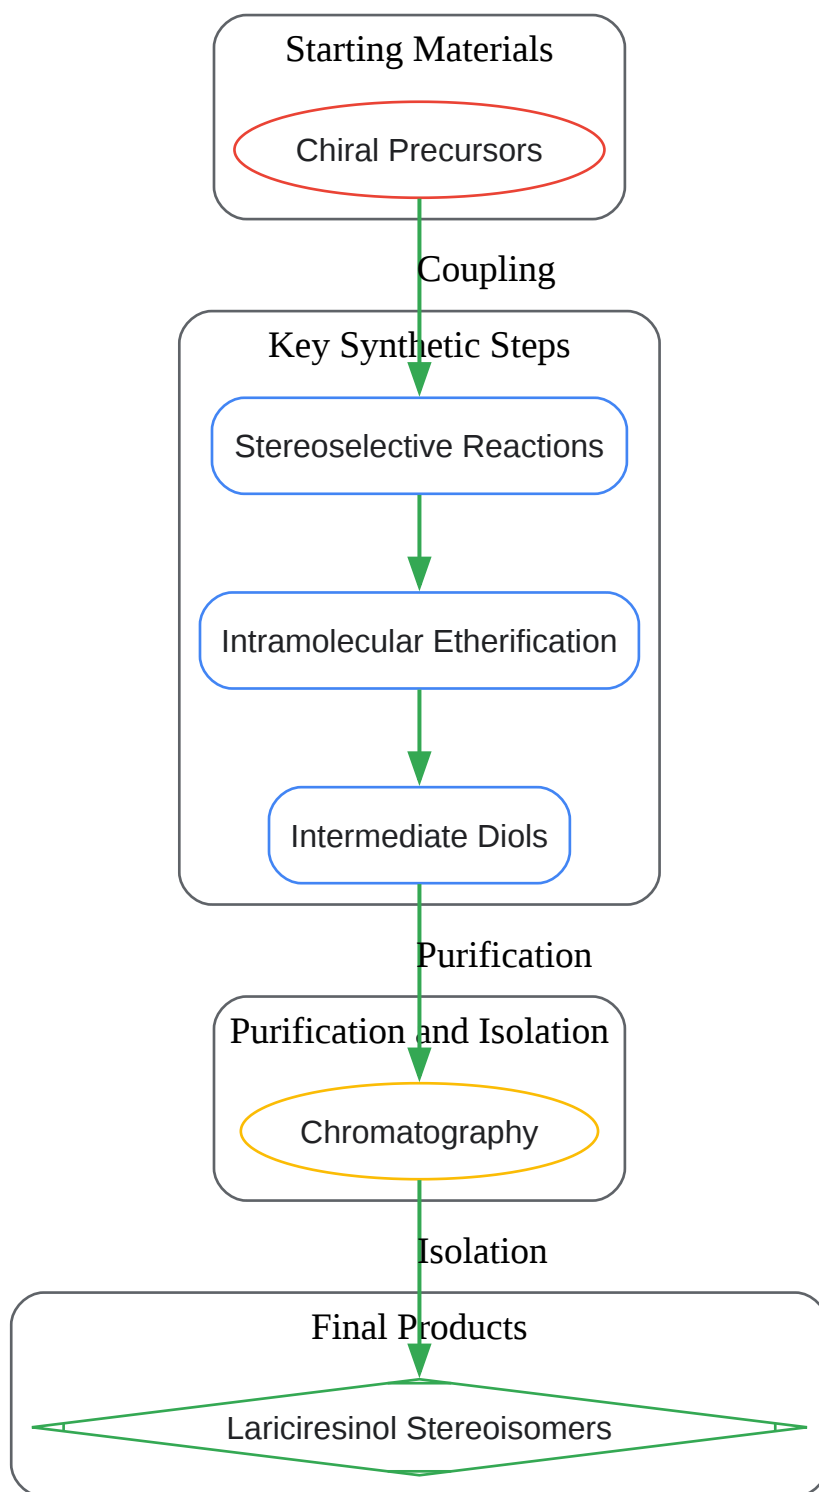 Starting Materials
Chiral Precursors
Coupling
Key Synthetic Steps
Stereoselective Reactions
Intramolecular Etherification
Intermediate Diols
Purification
Purification and Isolation
Chromatography
Isolation
Final Products
Lariciresinol Stereoisomers